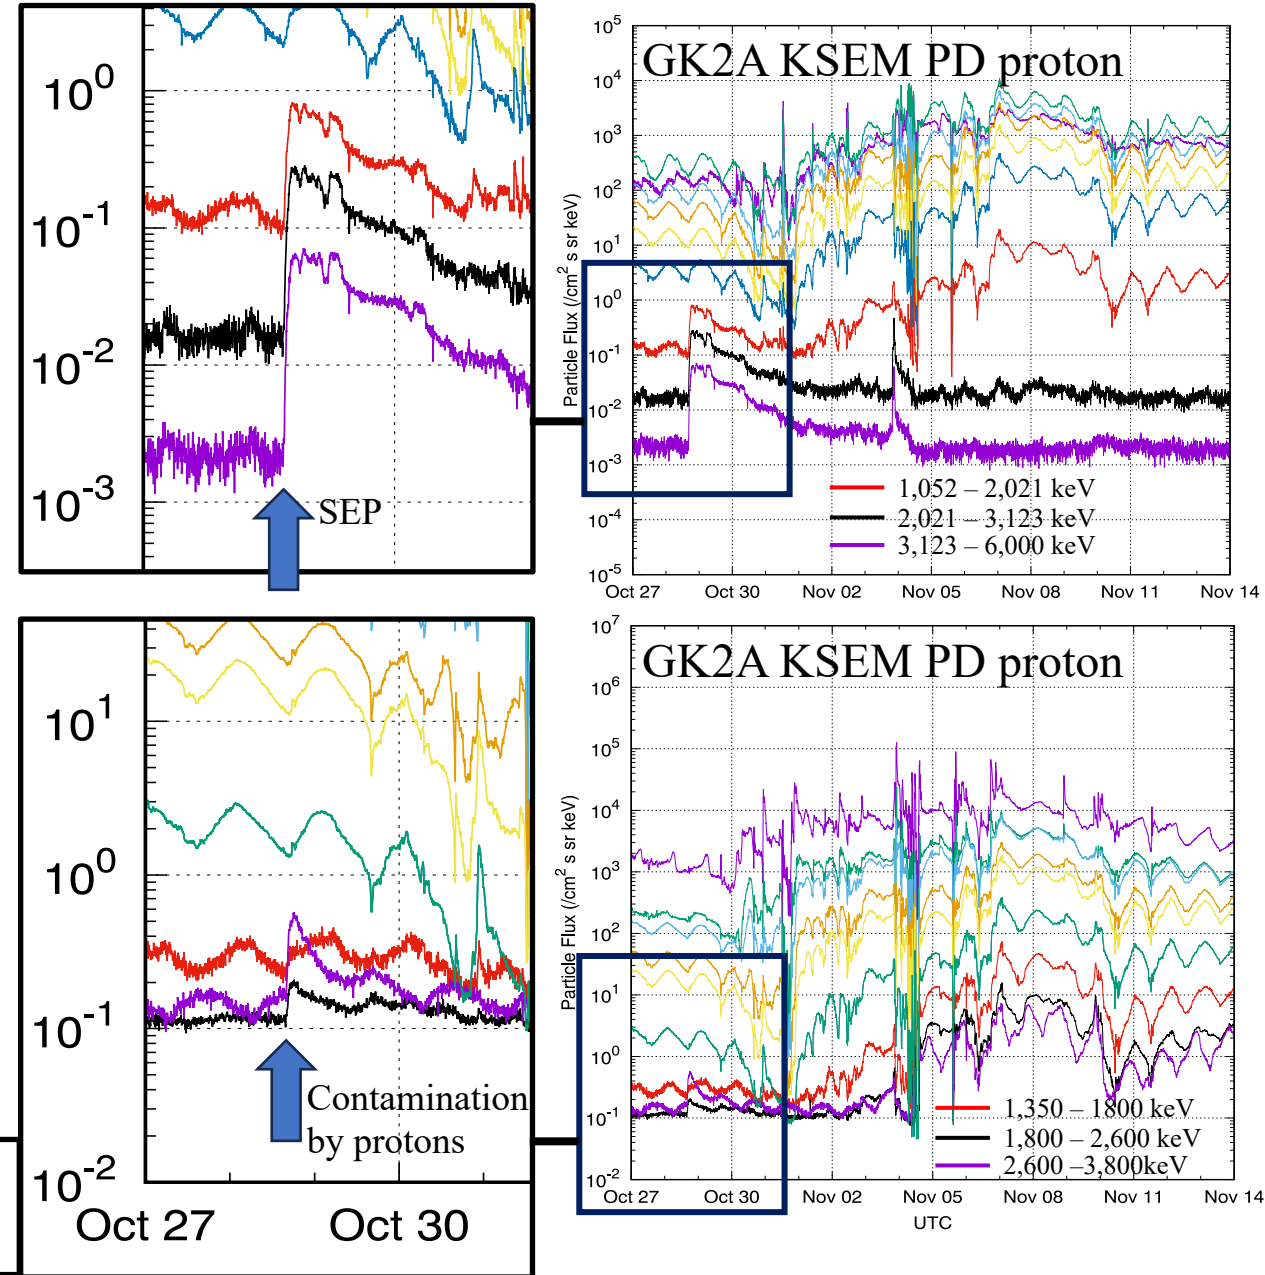 10^0
10^-1
10^-2
10^-3
SEP
GK2A KSEM PD proton
Particle Flux (/cm^2 s sr keV)
10^5
10^4
10^3
10^2
10^1
10^0
10^-1
10^-2
10^-3
10^-4
10^-5
1,052 – 2,021 keV
2,021 – 3,123 keV
3,123 – 6,000 keV
Oct 27 Oct 30 Nov 02 Nov 05 Nov 08 Nov 11 Nov 14
10^1
10^0
10^-1
10^-2
Contamination
by protons
Oct 27 Oct 30
GK2A KSEM PD proton
Particle Flux (/cm^2 s sr keV)
10^7
10^6
10^5
10^4
10^3
10^2
10^1
10^0
10^-1
10^-2
1,350 – 1800 keV
1,800 – 2,600 keV
2,600 –3,800keV
Oct 27 Oct 30 Nov 02 Nov 05 Nov 08 Nov 11 Nov 14
UTC